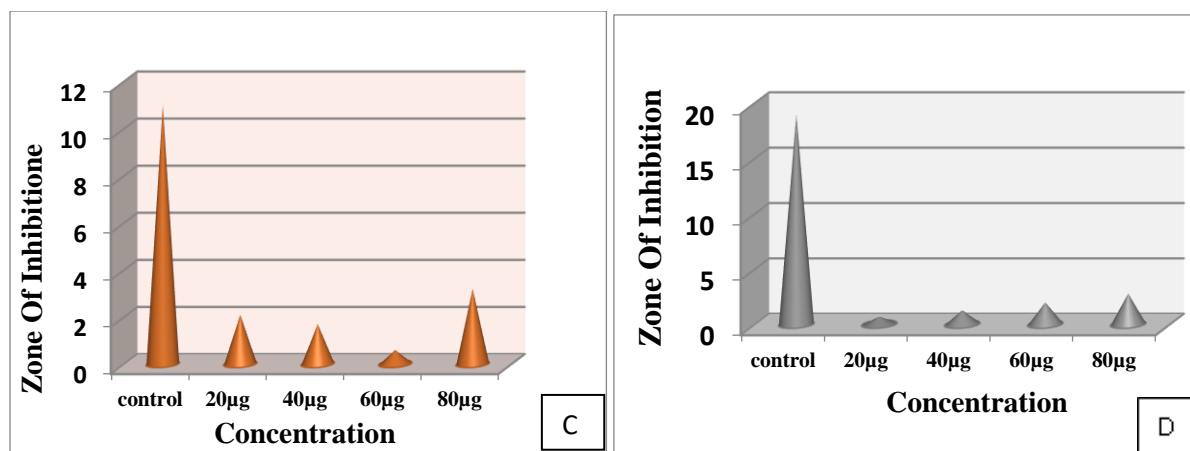 Zone Of Inhibitione
12
10
8
6
4
2
0
control 20µg 40µg 60µg 80µg
Concentration
C
Zone Of Inhibition
20
15
10
5
0
control 20µg 40µg 60µg 80µg
Concentration
D